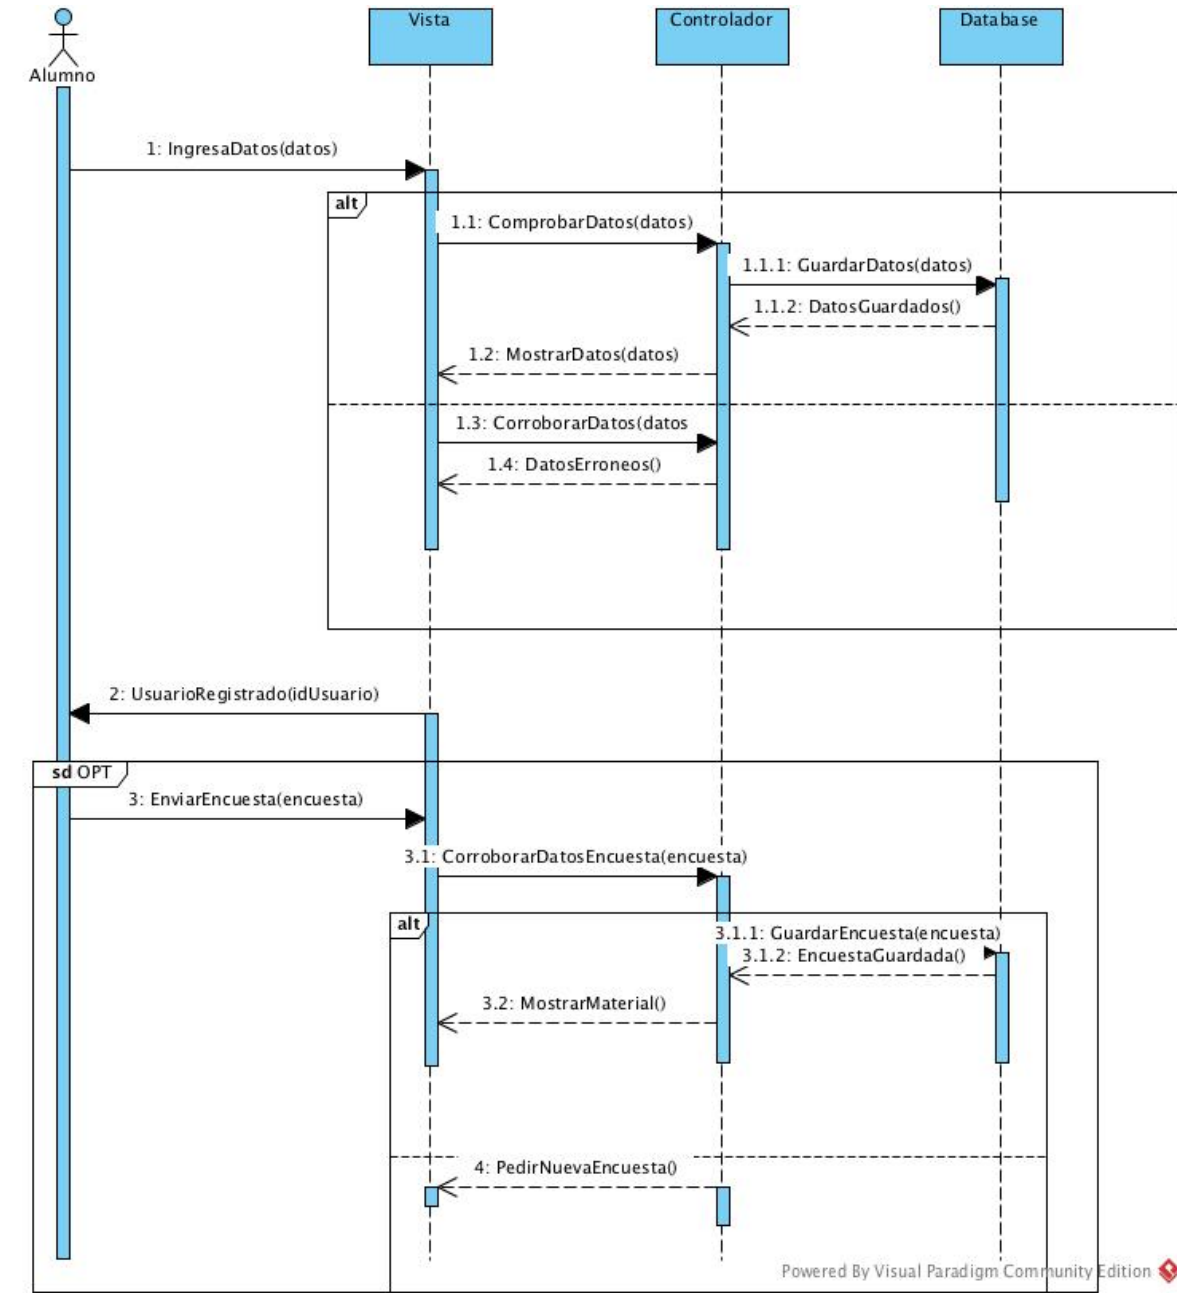 Alumno
Vista
Controlador
Database
1: IngresaDatos(datos)
alt
1.1: ComprobarDatos(datos)
1.1.1: GuardarDatos(datos)
1.1.2: DatosGuardados()
1.2: MostrarDatos(datos)
1.3: CorroborarDatos(datos
1.4: DatosErroneos()
2: UsuarioRegistrado(idUsuario)
sd OPT
3: EnviarEncuesta(encuesta)
3.1: CorroborarDatosEncuesta(encuesta)
alt
3.1.1: GuardarEncuesta(encuesta)
3.1.2: EncuestaGuardada()
3.2: MostrarMaterial()
4: PedirNuevaEncuesta()
Powered By Visual Paradigm Community Edition